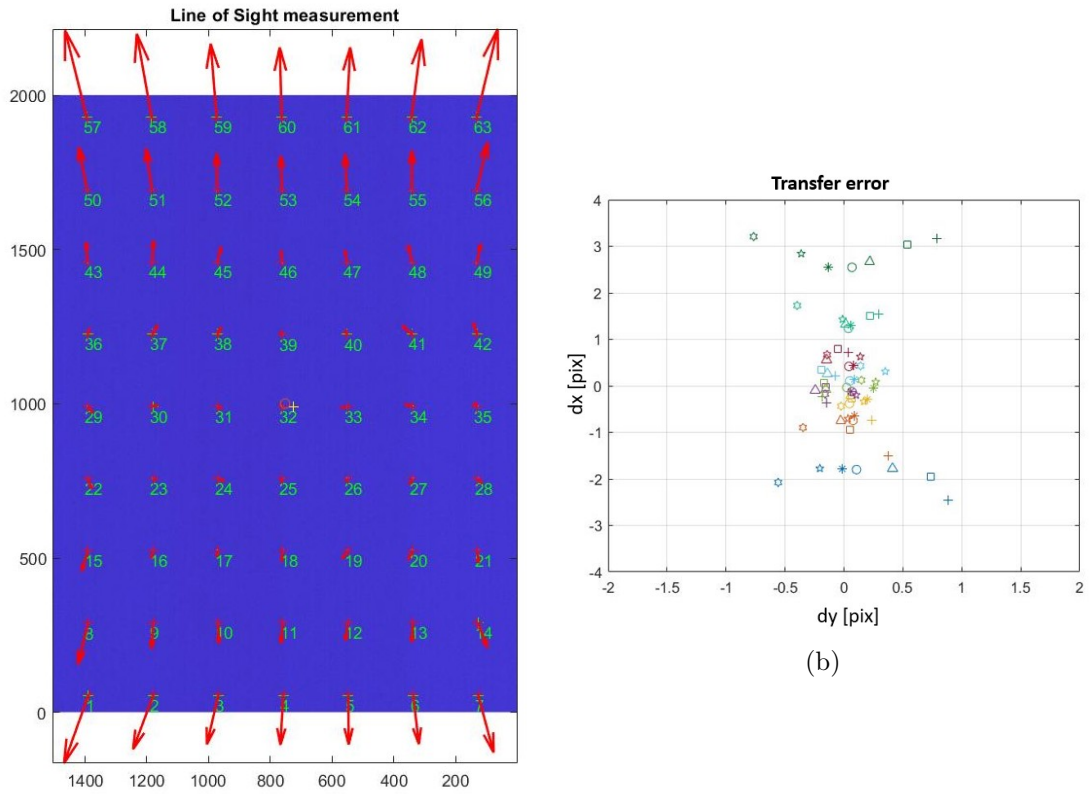 Line of Sight measurement
2000
57 58 59 60 61 62 63
50 51 52 53 54 55 56
1500
43 44 45 46 47 48 49
36 37 38 39 40 41 42
1000
29 30 31 32 33 34 35
22 23 24 25 26 27 28
500
15 16 17 18 19 20 21
8 9 10 11 12 13 14
0
1 2 3 4 5 6 7
1400 1200 1000 800 600 400 200
Transfer error
dx [pix]
4
3
2
1
0
-1
-2
-3
-4
-2 -1.5 -1 -0.5 0 0.5 1 1.5 2
dy [pix]
(b)